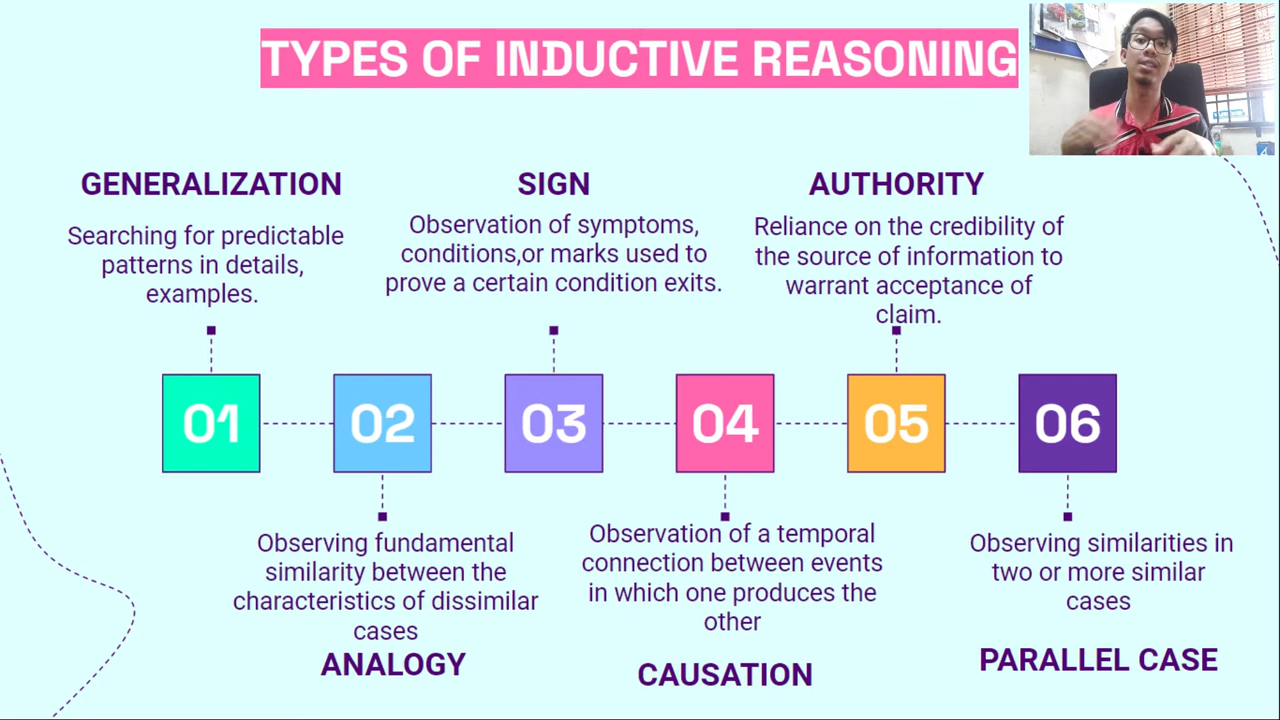 TYPES OF INDUCTIVE REASONING
GENERALIZATION
Searching for predictable
patterns in details,
examples.
SIGN
Observation of symptoms,
conditions,or marks used to
prove a certain condition exits.
AUTHORITY
Reliance on the credibility of
the source of information to
warrant acceptance of
claim.
01
02
03
04
05
06
Observing fundamental
similarity between the
characteristics of dissimilar
cases
ANALOGY
Observation of a temporal
connection between events
in which one produces the
other
CAUSATION
Observing similarities in
two or more similar
cases
PARALLEL CASE